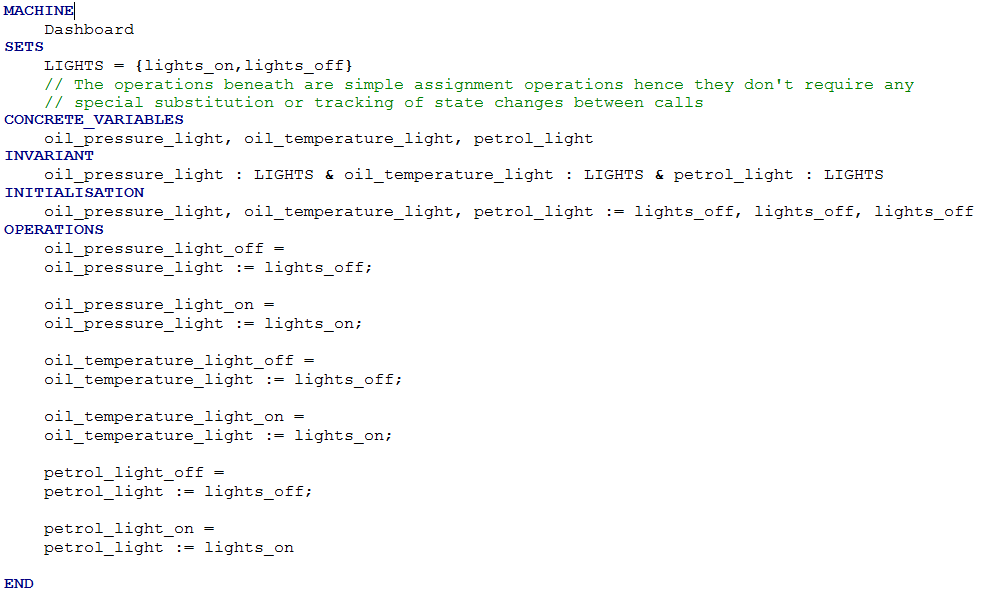 MACHINE
Dashboard
SETS
LIGHTS = {lights_on,lights_off}
// The operations beneath are simple assignment operations hence they don't require any
// special substitution or tracking of state changes between calls
CONCRETE_VARIABLES
oil_pressure_light, oil_temperature_light, petrol_light
INVARIANT
oil_pressure_light : LIGHTS & oil_temperature_light : LIGHTS & petrol_light : LIGHTS
INITIALISATION
oil_pressure_light, oil_temperature_light, petrol_light := lights_off, lights_off, lights_off
OPERATIONS
oil_pressure_light_off =
oil_pressure_light := lights_off;
oil_pressure_light_on =
oil_pressure_light := lights_on;
oil_temperature_light_off =
oil_temperature_light := lights_off;
oil_temperature_light_on =
oil_temperature_light := lights_on;
petrol_light_off =
petrol_light := lights_off;
petrol_light_on =
petrol_light := lights_on
END